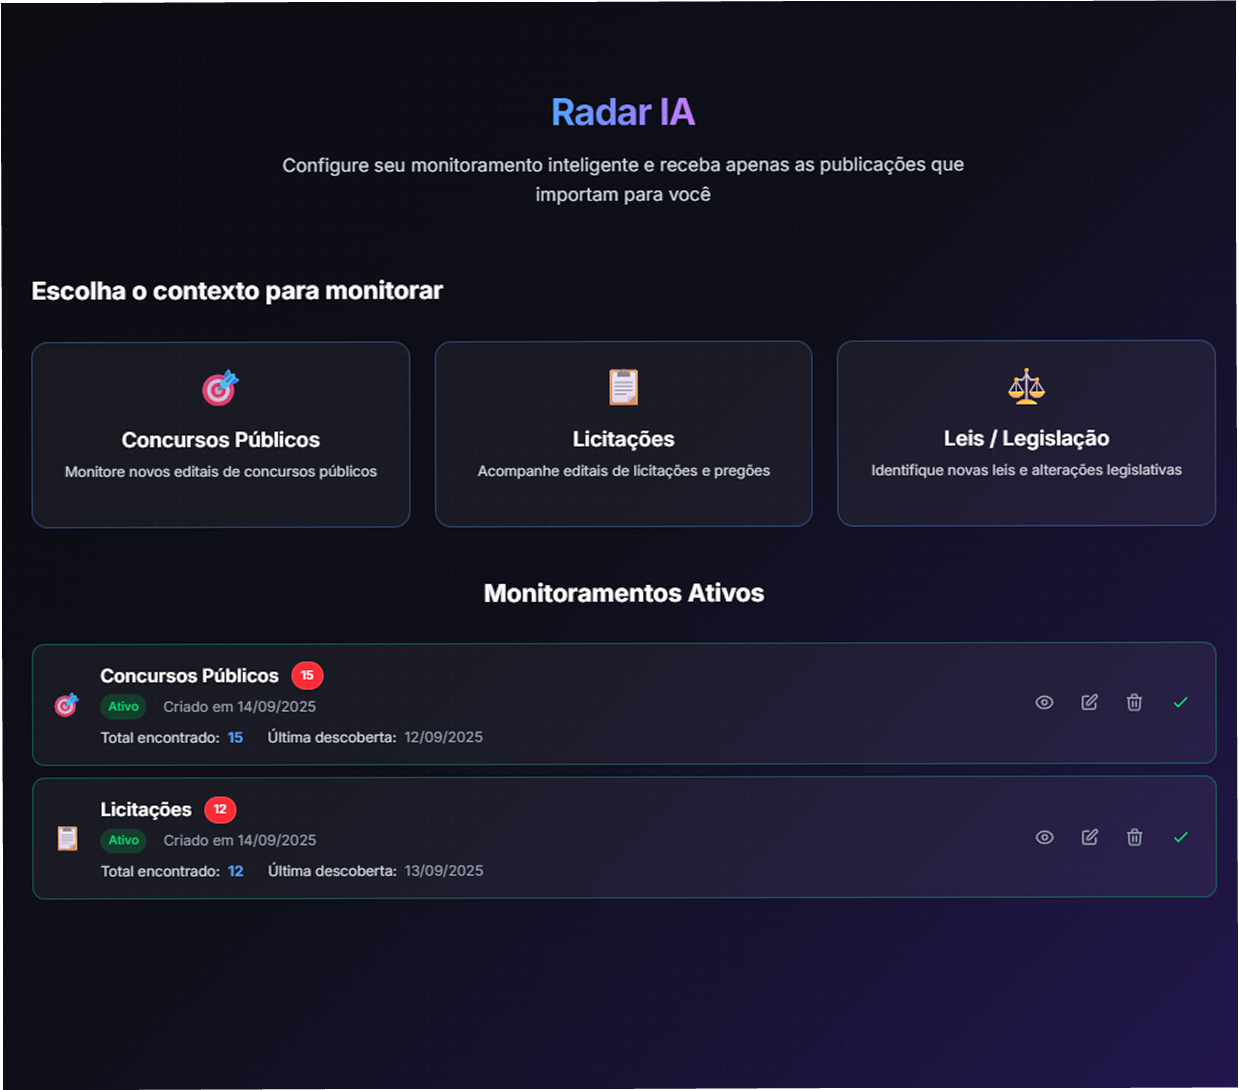 Radar IA
Configure seu monitoramento inteligente e receba apenas as publicações que
importam para você
Escolha o contexto para monitorar
Concursos Públicos
Monitore novos editais de concursos públicos
Licitações
Acompanhe editais de licitações e pregões
Leis / Legislação
Identifique novas leis e alterações legislativas
Monitoramentos Ativos
Concursos Públicos 15
Ativo Criado em 14/09/2025
Total encontrado: 15 Última descoberta: 12/09/2025
Licitações 12
Ativo Criado em 14/09/2025
Total encontrado: 12 Última descoberta: 13/09/2025